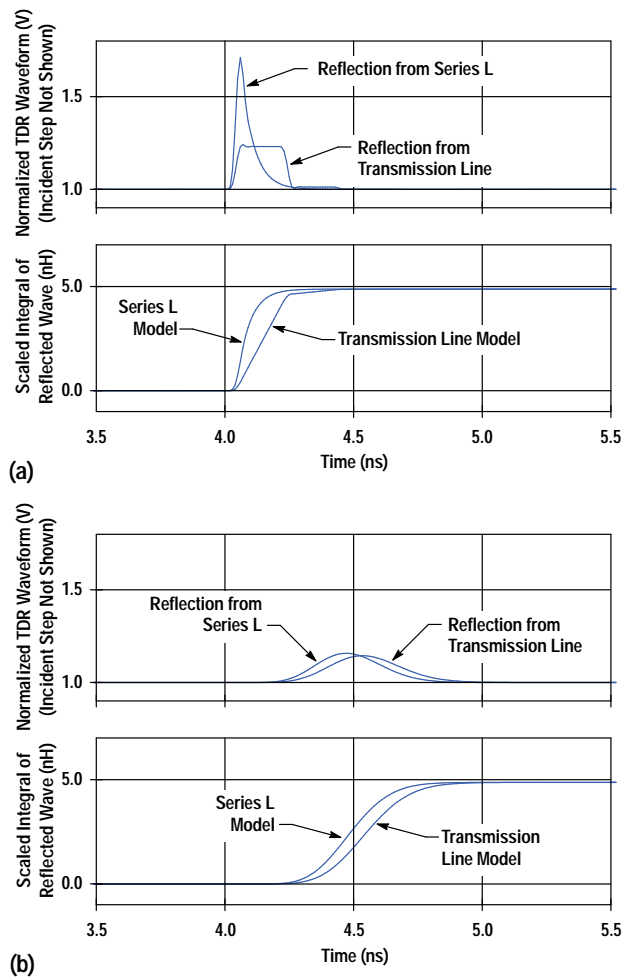 (a)
Normalized TDR Waveform (V)
(Incident Step Not Shown)
1.5
1.0
Reflection from Series L
Reflection from
Transmission Line
Scaled Integral of
Reflected Wave (nH)
5.0
0.0
Series L
Model
Transmission Line Model
3.5 4.0 4.5 5.0 5.5
Time (ns)
(b)
Normalized TDR Waveform (V)
(Incident Step Not Shown)
1.5
1.0
Reflection from
Series L
Reflection from
Transmission Line
Scaled Integral of
Reflected Wave (nH)
5.0
0.0
Series L
Model
Transmission
Line Model
3.5 4.0 4.5 5.0 5.5
Time (ns)